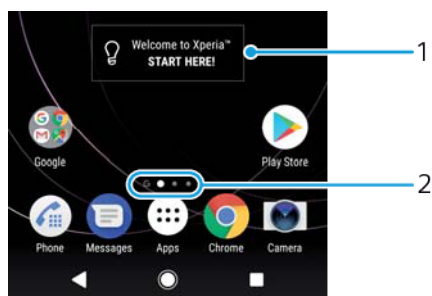 Welcome to Xperia™
START HERE!
1
Google
Play Store
G
2
Phone
Messages
Apps
Chrome
Camera